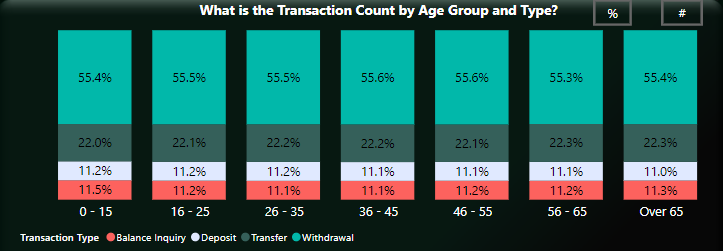 What is the Transaction Count by Age Group and Type?
% #
55.4% 55.5% 55.5% 55.6% 55.6% 55.3% 55.4%
22.0% 22.1% 22.2% 22.2% 22.1% 22.3% 22.3%
11.2% 11.2% 11.2% 11.1% 11.1% 11.1% 11.0%
11.5% 11.2% 11.1% 11.1% 11.2% 11.2% 11.3%
0 - 15 16 - 25 26 - 35 36 - 45 46 - 55 56 - 65 Over 65
Transaction Type Balance Inquiry Deposit Transfer Withdrawal